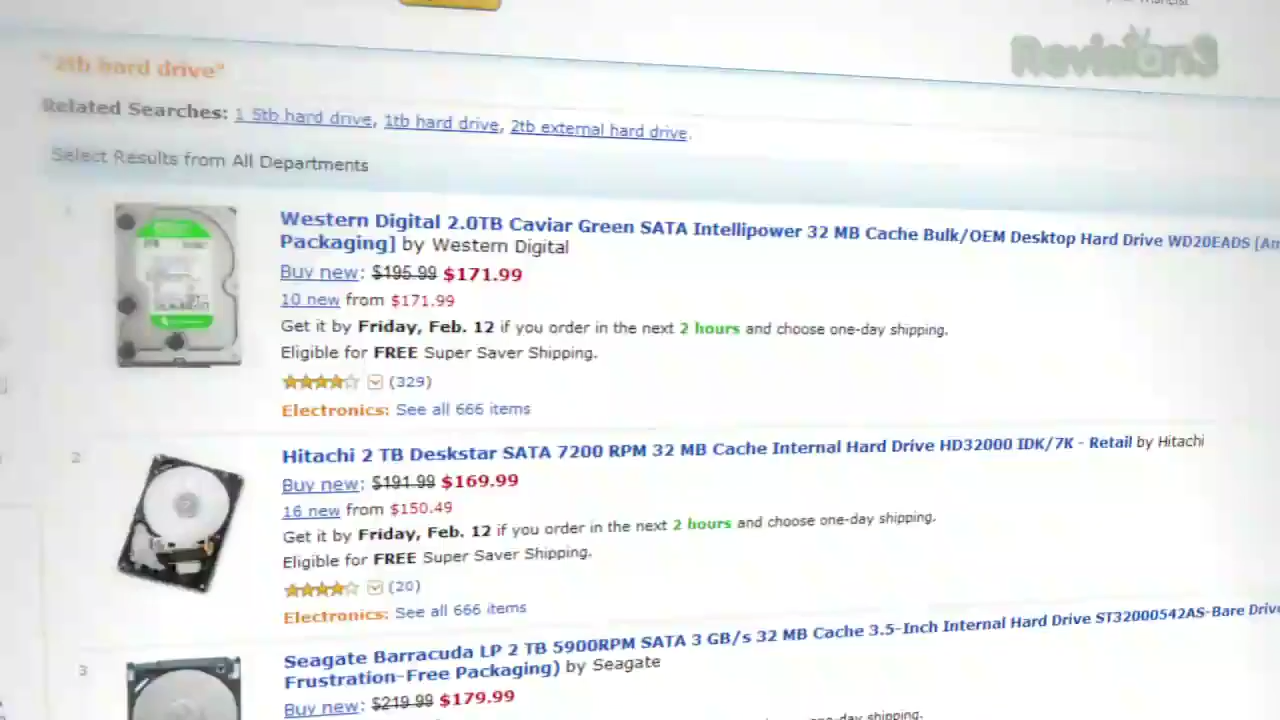 Revision3
"2tb hard drive"
Related Searches: 1 5tb hard drive, 1tb hard drive, 2tb external hard drive.
Select Results from All Departments
Western Digital 2.0TB Caviar Green SATA Intellipower 32 MB Cache Bulk/OEM Desktop Hard Drive WD20EADS
Packaging] by Western Digital
Buy new: $195.99 $171.99
10 new from $171.99
Get it by Friday, Feb. 12 if you order in the next 2 hours and choose one-day shipping.
Eligible for FREE Super Saver Shipping.
(329)
Electronics: See all 666 items
2
Hitachi 2 TB Deskstar SATA 7200 RPM 32 MB Cache Internal Hard Drive HD32000 IDK/7K - Retail by Hitachi
Buy new: $191.99 $169.99
16 new from $150.49
Get it by Friday, Feb. 12 if you order in the next 2 hours and choose one-day shipping.
Eligible for FREE Super Saver Shipping.
(20)
Electronics: See all 666 items
3
Seagate Barracuda LP 2 TB 5900RPM SATA 3 GB/s 32 MB Cache 3.5-Inch Internal Hard Drive ST32000542AS-Bare Drive
Frustration-Free Packaging) by Seagate
Buy new: $219.99 $179.99
one-day shipping.